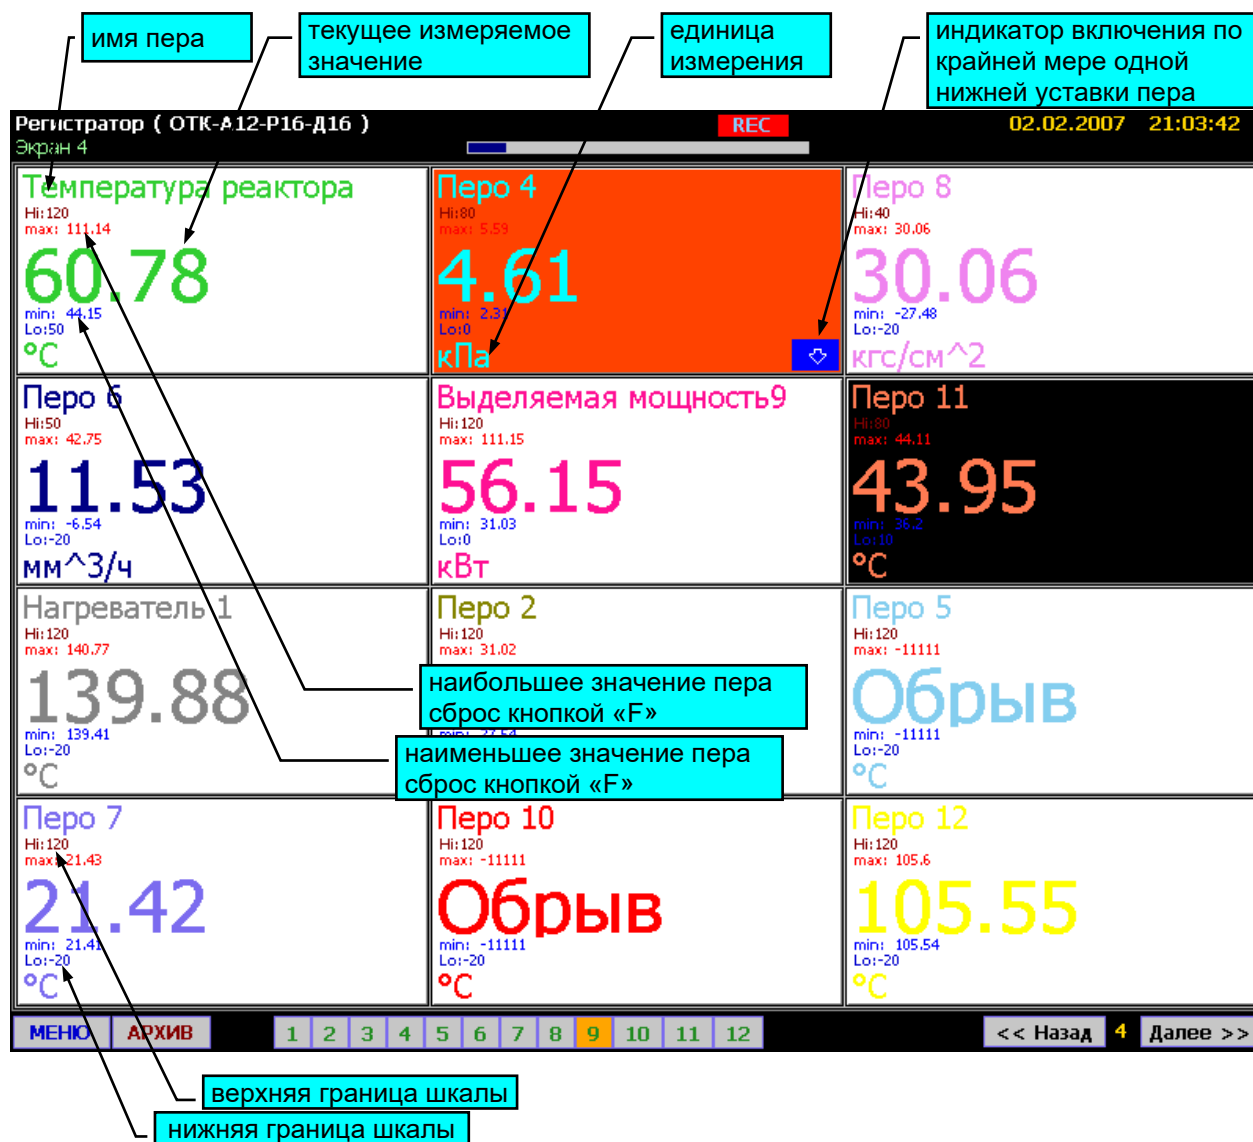 имя пера
текущее измеряемое
значение
единица
измерения
индикатор включения по
крайней мере одной
нижней уставки пера
Регистратор ( ОТК-А12-Р16-Д16 )
REC
02.02.2007 21:03:42
Экран 4
Температура реактора
Hi:120
max: 111.14
60.78
min: 44.15
Lo:50
°C
Перо 4
Hi:80
max: 5.59
4.61
min: 2.31
Lo:0
кПа
Перо 8
Hi:40
max: 30.06
30.06
min: -27.48
Lo:-20
кгс/см^2
Перо 6
Hi:50
max: 42.75
11.53
min: -6.54
Lo:-20
мм^3/ч
Выделяемая мощность9
Hi:120
max: 111.15
56.15
min: 31.03
Lo:0
кВт
Перо 11
Hi:80
max: 44.11
43.95
min: 36.2
Lo:10
°C
Нагреватель 1
Hi:120
max: 140.77
139.88
min: 139.41
Lo:-20
°C
Перо 2
Hi:120
max: 31.02
наибольшее значение пера
сброс кнопкой «F»
наименьшее значение пера
сброс кнопкой «F»
Перо 5
Hi:120
max: -11111
Обрыв
min: -11111
Lo:-20
°C
Перо 7
Hi:120
max: 21.43
21.42
min: 21.41
Lo:-20
°C
Перо 10
Hi:120
max: -11111
Обрыв
min: -11111
Lo:-20
°C
Перо 12
Hi:120
max: 105.6
105.55
min: 105.54
Lo:-20
°C
МЕНЮ АРХИВ 1 2 3 4 5 6 7 8 9 10 11 12 << Назад 4 Далее >>
верхняя граница шкалы
нижняя граница шкалы